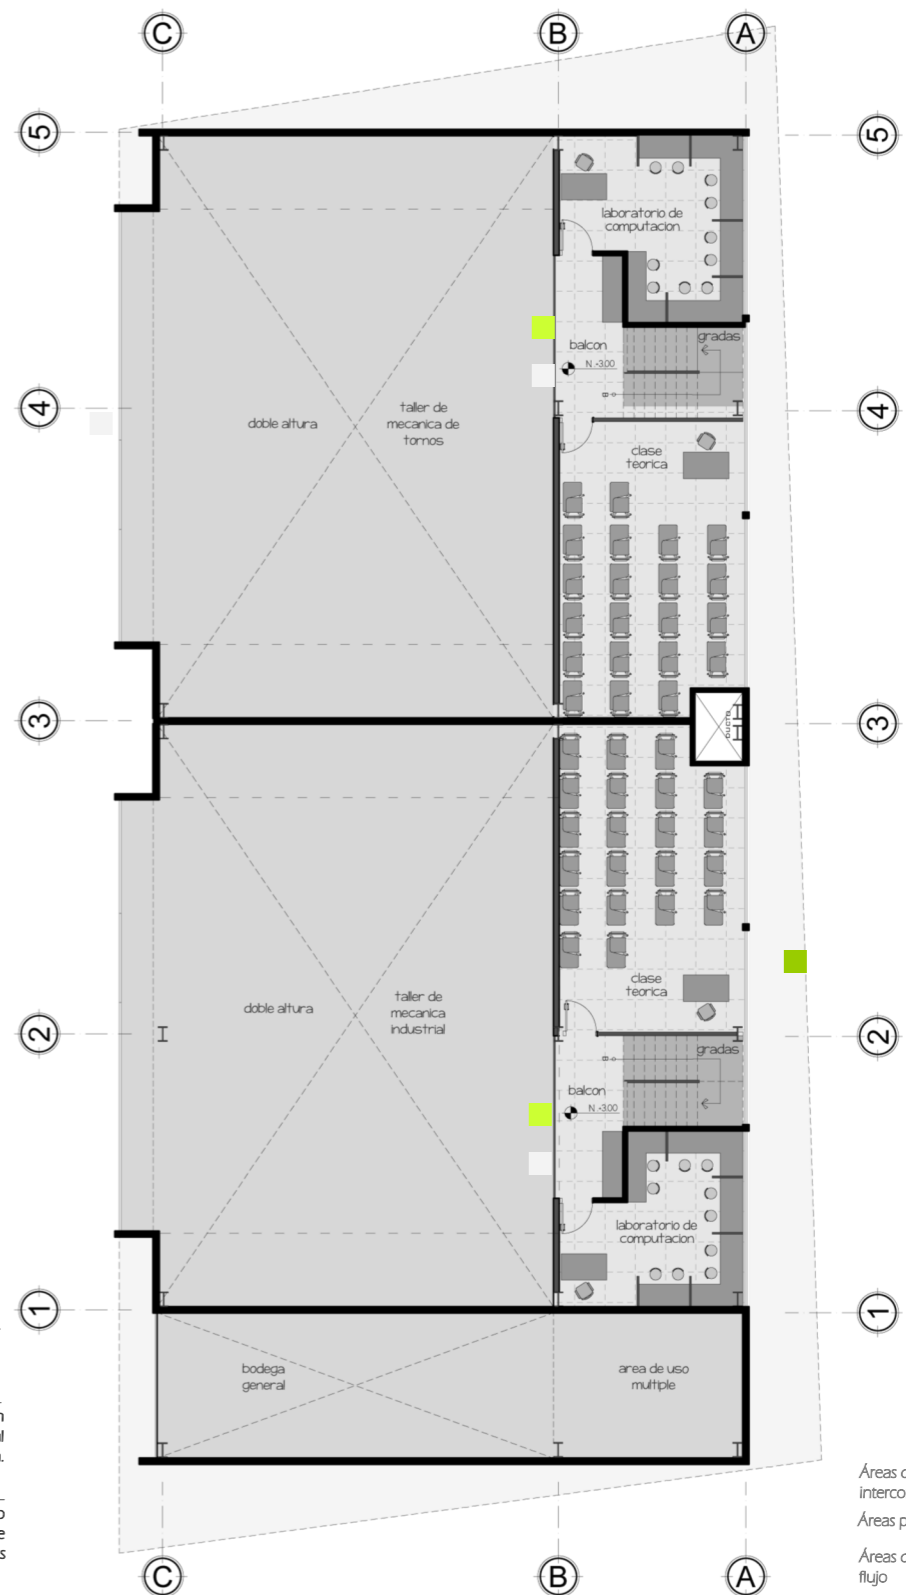 C
B
A
5
5
laboratorio de
computacion
gradas
balcon
N.-3.00
B
4
4
doble altura
taller de
mecanica de
tornos
clase
teorica
3
3
DUCTO
clase
teorica
doble altura
taller de
mecanica
industrial
2
2
gradas
B
balcon
N.-3.00
laboratorio de
computacion
1
1
bodega
general
area de uso
multiple
Áreas
interco
Áreas p
Áreas
flujo
C
B
A